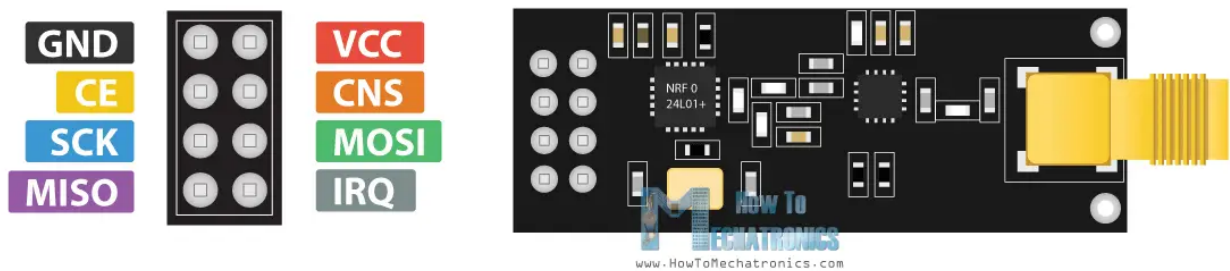 GND VCC
CE CNS
SCK MOSI
MISO IRQ
NRF 0
24L01+
How To
MECHATRONICS
www.HowToMechatronics.com